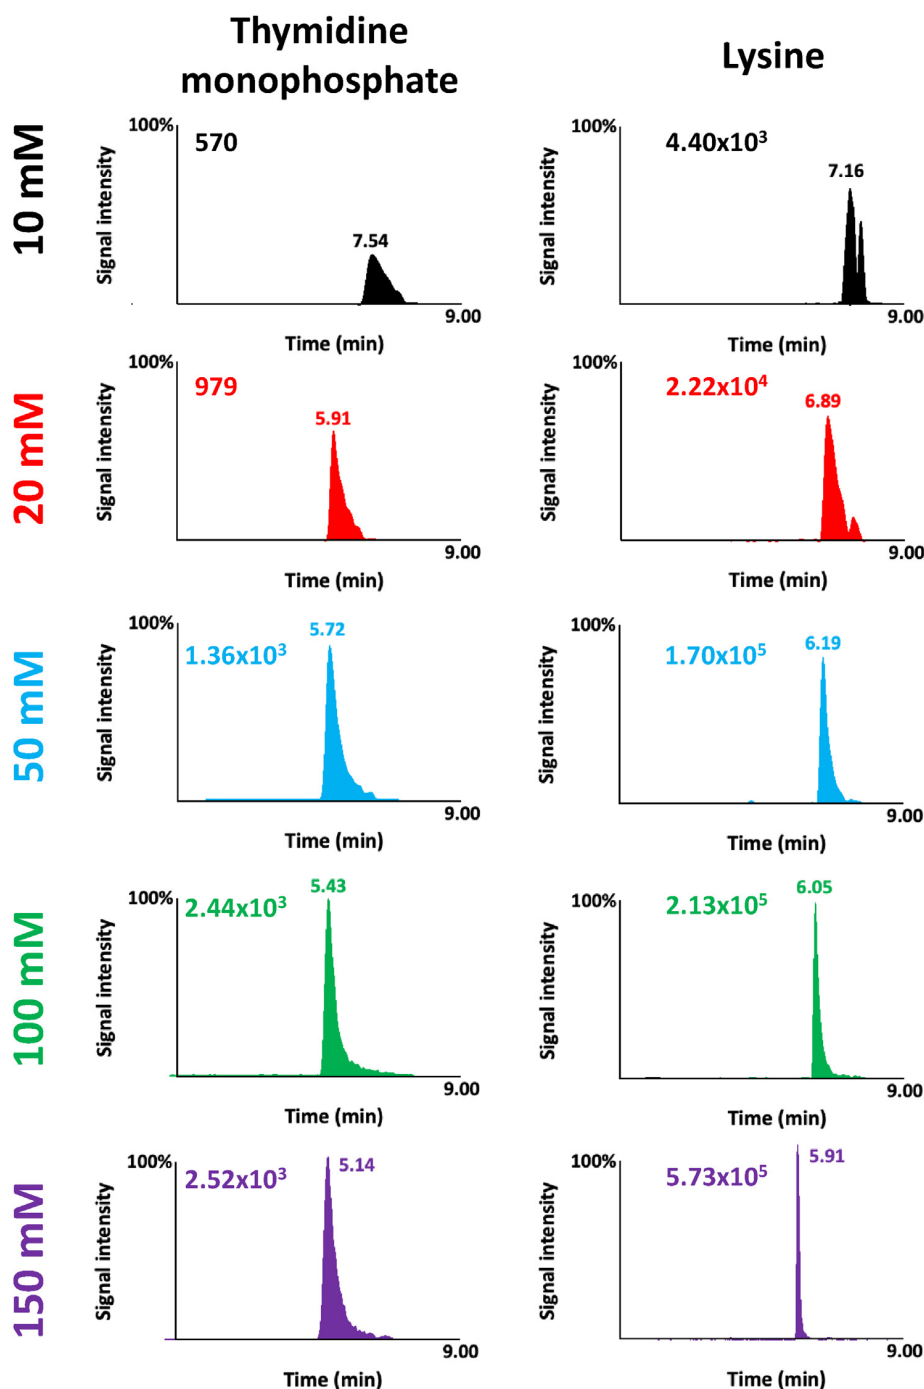 Thymidine
monophosphate
Lysine
10 mM
100%
Signal intensity
570
7.54
9.00
Time (min)
100%
Signal intensity
4.40x10³
7.16
9.00
Time (min)
20 mM
100%
Signal intensity
979
5.91
9.00
Time (min)
100%
Signal intensity
2.22x10⁴
6.89
9.00
Time (min)
50 mM
100%
Signal intensity
1.36x10³
5.72
9.00
Time (min)
100%
Signal intensity
1.70x10⁵
6.19
9.00
Time (min)
100 mM
100%
Signal intensity
2.44x10³
5.43
9.00
Time (min)
100%
Signal intensity
2.13x10⁵
6.05
9.00
Time (min)
150 mM
100%
Signal intensity
2.52x10³
5.14
9.00
Time (min)
100%
Signal intensity
5.73x10⁵
5.91
9.00
Time (min)